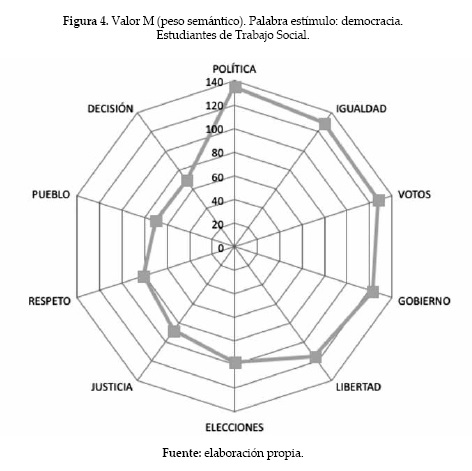 Figura 4. Valor M (peso semántico). Palabra estímulo: democracia.
Estudiantes de Trabajo Social.
POLÍTICA
140
DECISIÓN
120
IGUALDAD
100
80
PUEBLO
60
VOTOS
40
20
0
RESPETO
GOBIERNO
JUSTICIA
LIBERTAD
ELECCIONES
Fuente: elaboración propia.